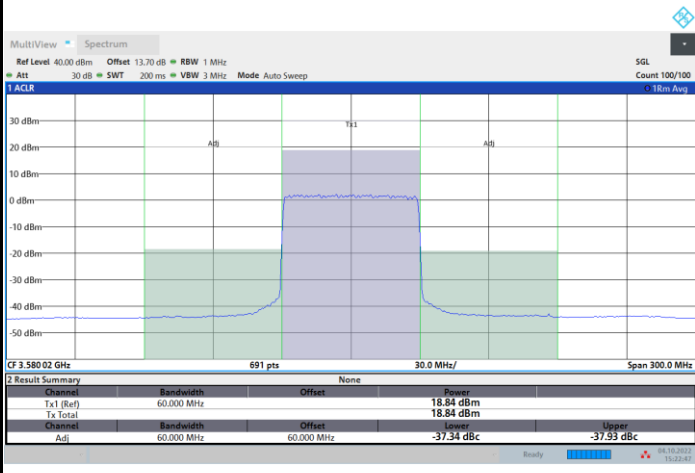 MultiView Spectrum
Ref Level 40.00 dBm Offset 13.70 dB RBW 1 MHz SGL
Att 30 dB SWT 200 ms VBW 3 MHz Mode Auto Sweep Count 100/100
1 ACLR 1Rm Avg
30 dBm
Tx1
20 dBm
Adj Adj
10 dBm
0 dBm
-10 dBm
-20 dBm
-30 dBm
-40 dBm
-50 dBm
CF 3.580 02 GHz 691 pts 30.0 MHz/ Span 300.0 MHz
2 Result Summary None
Channel Bandwidth Offset Power
Tx1 (Ref) 60.000 MHz 18.84 dBm
Tx Total 18.84 dBm
Channel Bandwidth Offset Lower Upper
Adj 60.000 MHz 60.000 MHz -37.34 dBc -37.93 dBc
Ready 04.10.2022
15:22:47